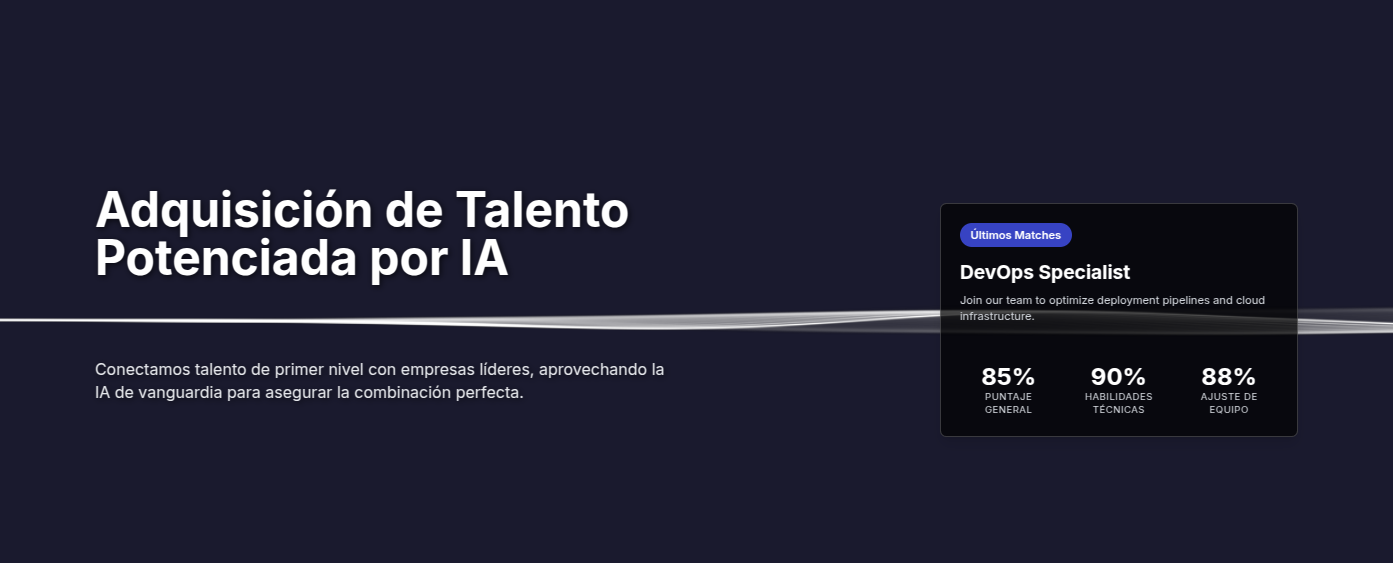 Adquisición de Talento
Potenciada por IA
Conectamos talento de primer nivel con empresas líderes, aprovechando la
IA de vanguardia para asegurar la combinación perfecta.
Últimos Matches
DevOps Specialist
Join our team to optimize deployment pipelines and cloud
infrastructure.
85%
PUNTAJE
GENERAL
90%
HABILIDADES
TÉCNICAS
88%
AJUSTE DE
EQUIPO